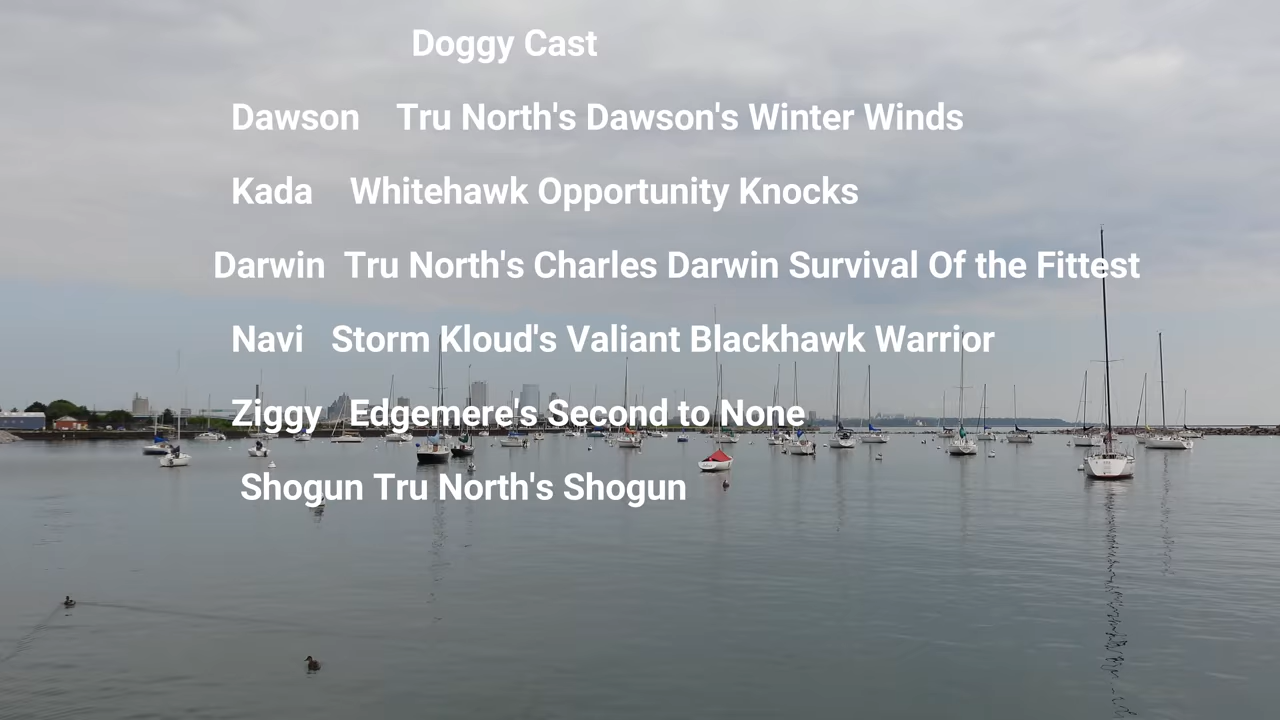 Doggy Cast
Dawson Tru North's Dawson's Winter Winds
Kada Whitehawk Opportunity Knocks
Darwin Tru North's Charles Darwin Survival Of the Fittest
Navi Storm Kloud's Valiant Blackhawk Warrior
Ziggy Edgemere's Second to None
Shogun Tru North's Shogun